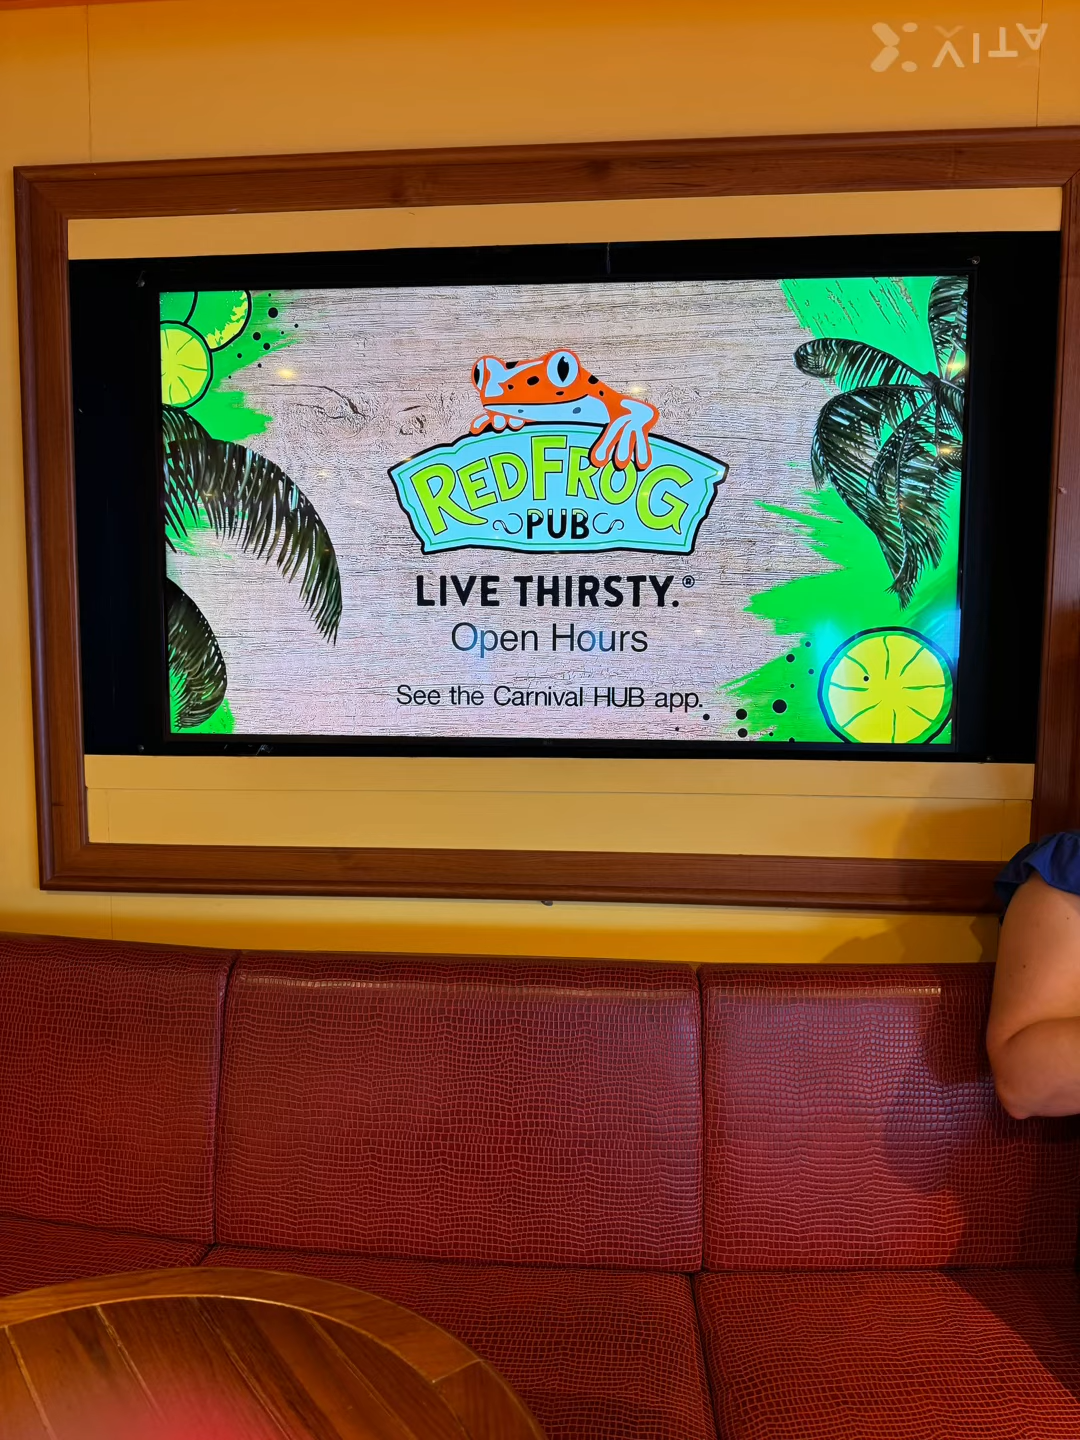 REDFROG
PUB
LIVE THIRSTY.®
Open Hours
See the Carnival HUB app.